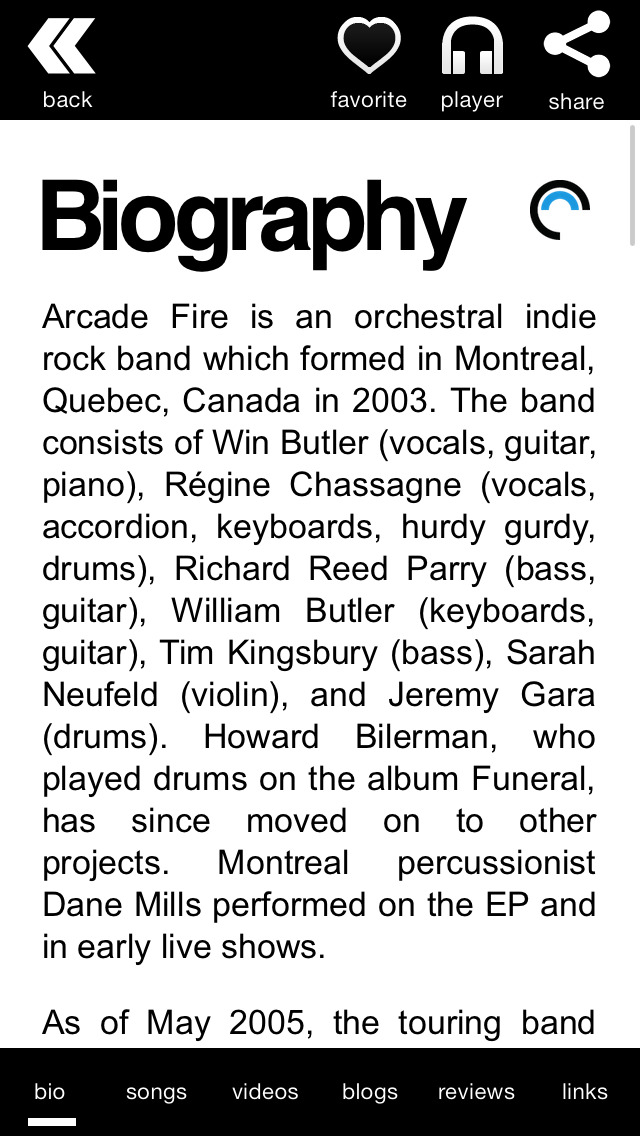 back
favorite
player
share
Biography
Arcade Fire is an orchestral indie
rock band which formed in Montreal,
Quebec, Canada in 2003. The band
consists of Win Butler (vocals, guitar,
piano), Régine Chassagne (vocals,
accordion, keyboards, hurdy gurdy,
drums), Richard Reed Parry (bass,
guitar), William Butler (keyboards,
guitar), Tim Kingsbury (bass), Sarah
Neufeld (violin), and Jeremy Gara
(drums). Howard Bilerman, who
played drums on the album Funeral,
has since moved on to other
projects. Montreal percussionist
Dane Mills performed on the EP and
in early live shows.
As of May 2005, the touring band
bio
songs
videos
blogs
reviews
links